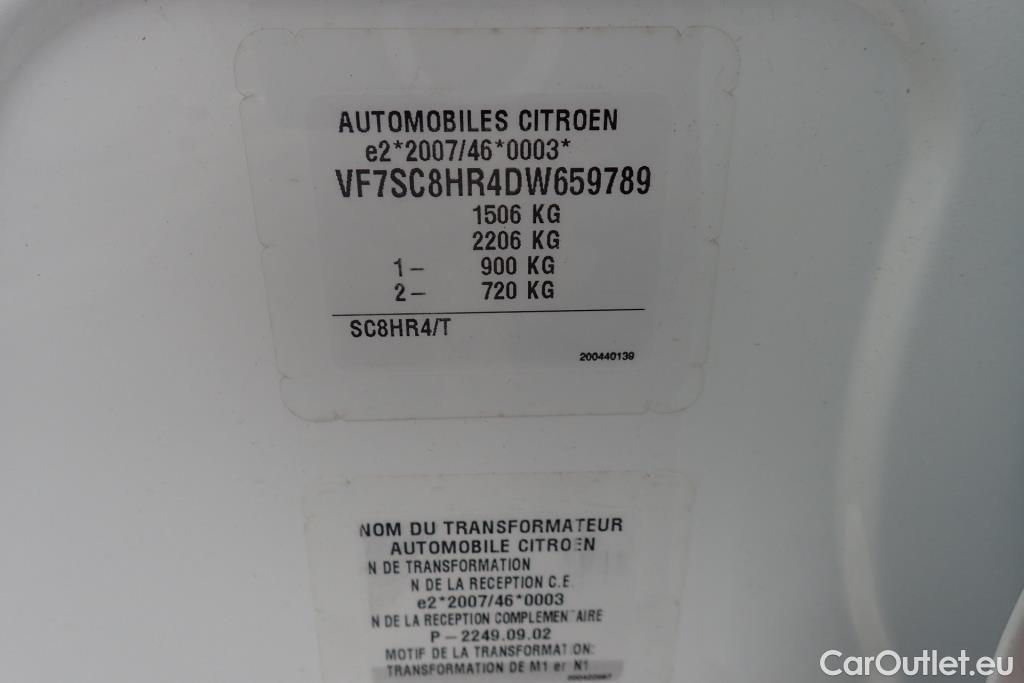 AUTOMOBILES CITROEN
e2*2007/46*0003*
VF7SC8HR4DW659789
1506 KG
2206 KG
1- 900 KG
2- 720 KG
SC8HR4/T
200440139
NOM DU TRANSFORMATEUR
AUTOMOBILE CITROEN
N DE TRANSFORMATION
N DE LA RECEPTION C.E.
e2*2007/46*0003
N DE LA RECEPTION COMPLEMENTAIRE
P-2249.09.02
MOTIF DE LA TRANSFORMATION:
TRANSFORMATION DE M1 er N1
CarOutlet.eu